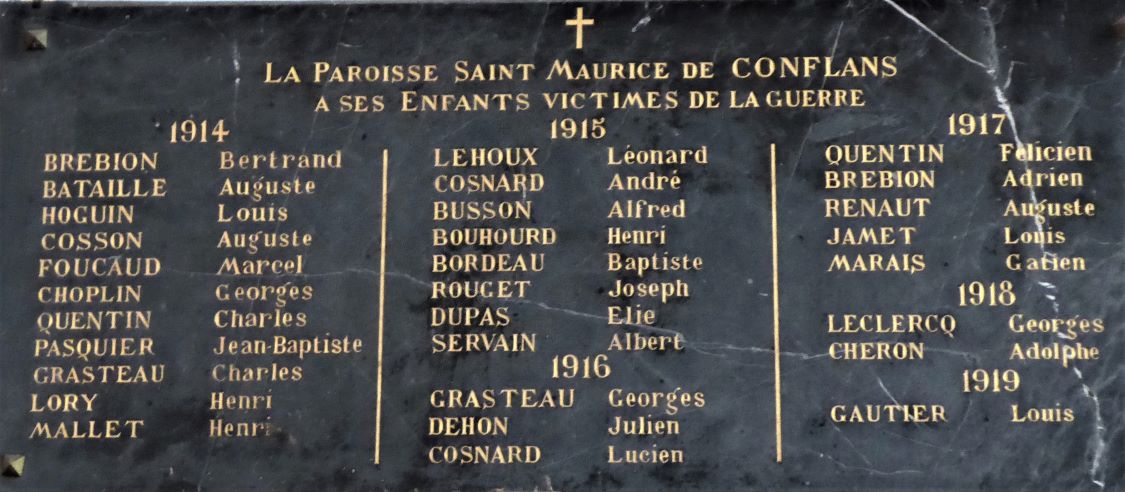 LA PAROISSE SAINT MAURICE DE CONFLANS
A SES ENFANTS VICTIMES DE LA GUERRE
1914
BREBION Bertrand
BATAILLE Auguste
HOGUIN Louis
COSSON Auguste
FOUCAUD Marcel
CHOPLIN Georges
QUENTIN Charles
PASQUIER Jean-Baptiste
GRASTEAU Charles
LORY Henri
MALLET Henri
1915
LEHOUX Léonard
COSNARD André
BUSSON Alfred
BOUHOURD Henri
BORDEAU Baptiste
ROUGET Joseph
DUPAS Elie
SERVAIN Albert
1916
GRASTEAU Georges
DEHON Julien
COSNARD Lucien
1917
QUENTIN Félicien
BREBION Adrien
RENAUT Auguste
JAMET Louis
MARAIS Gatien
1918
LECLERCQ Georges
CHERON Adolphe
1919
GAUTIER Louis